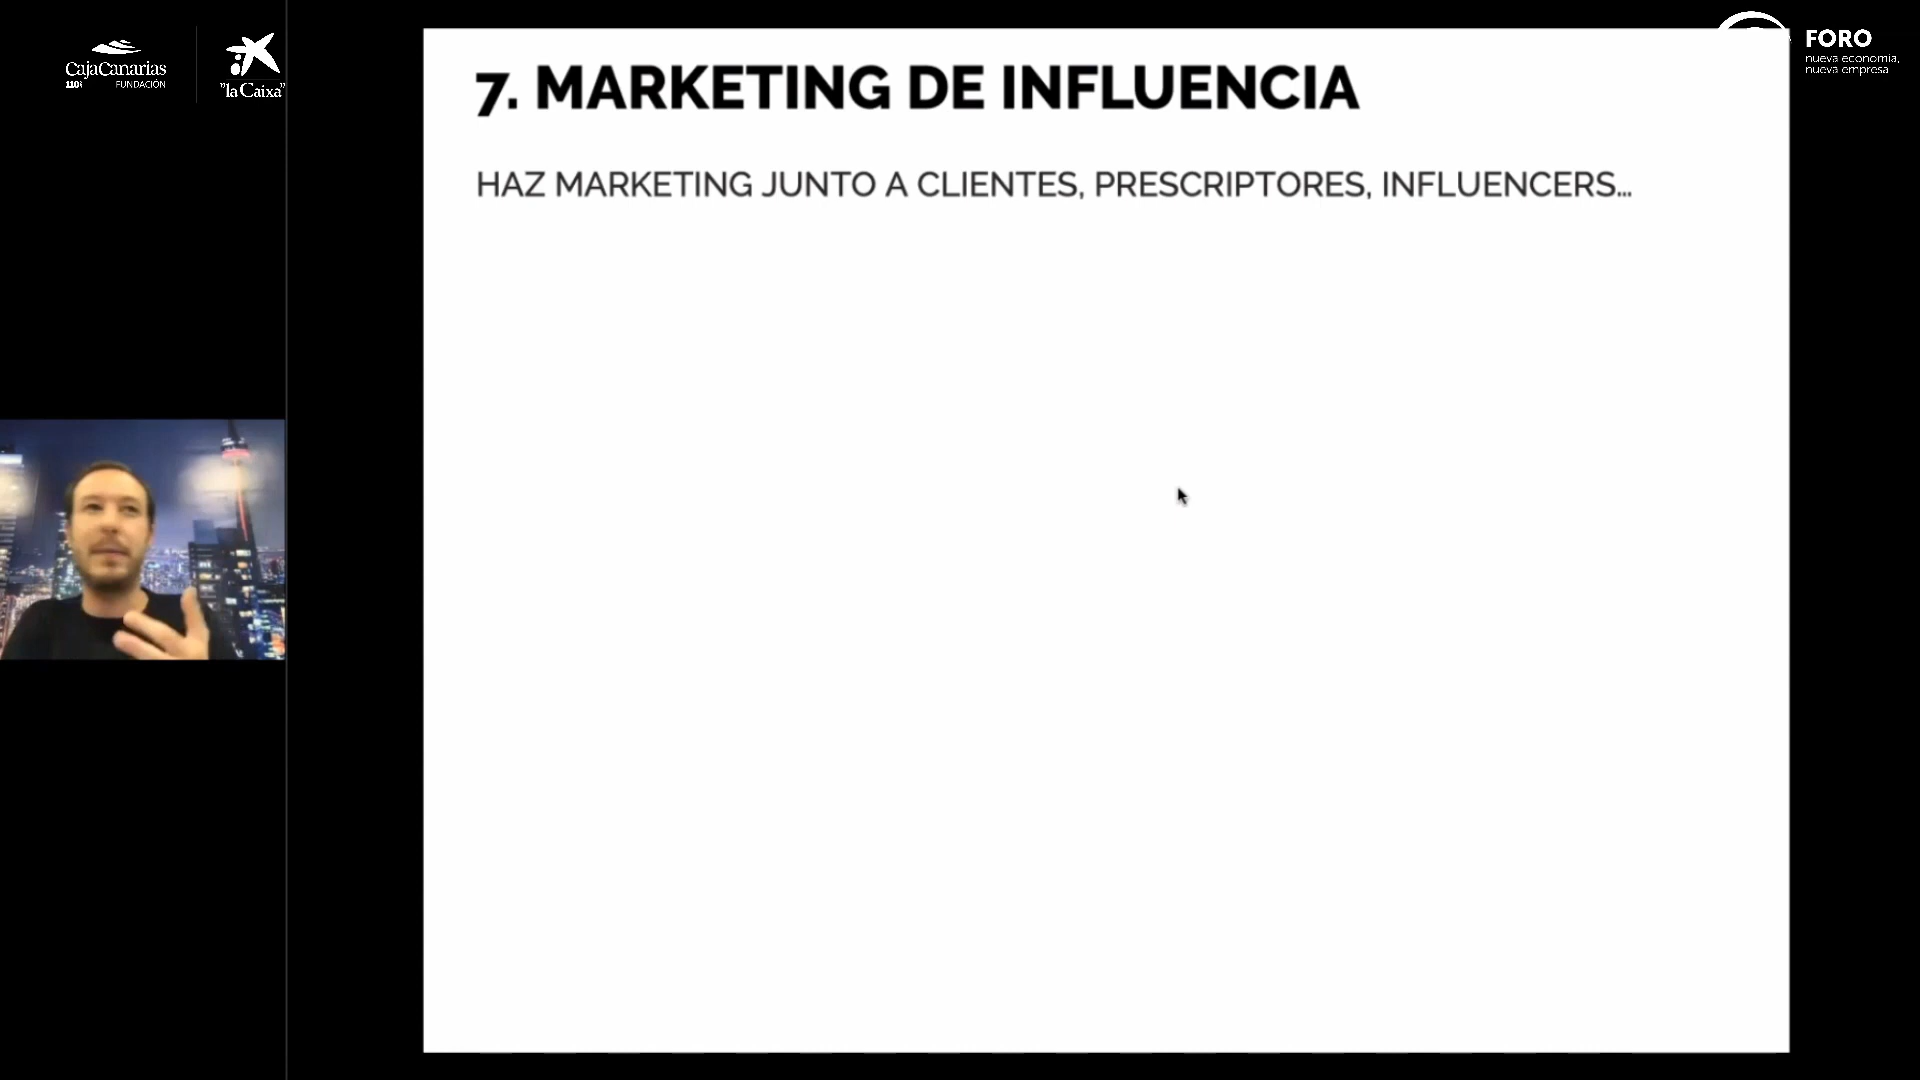 CajaCanarias
FUNDACIÓN
"la Caixa"
7. MARKETING DE INFLUENCIA
HAZ MARKETING JUNTO A CLIENTES, PRESCRIPTORES, INFLUENCERS...
FORO
nueva economía,
nueva empresa